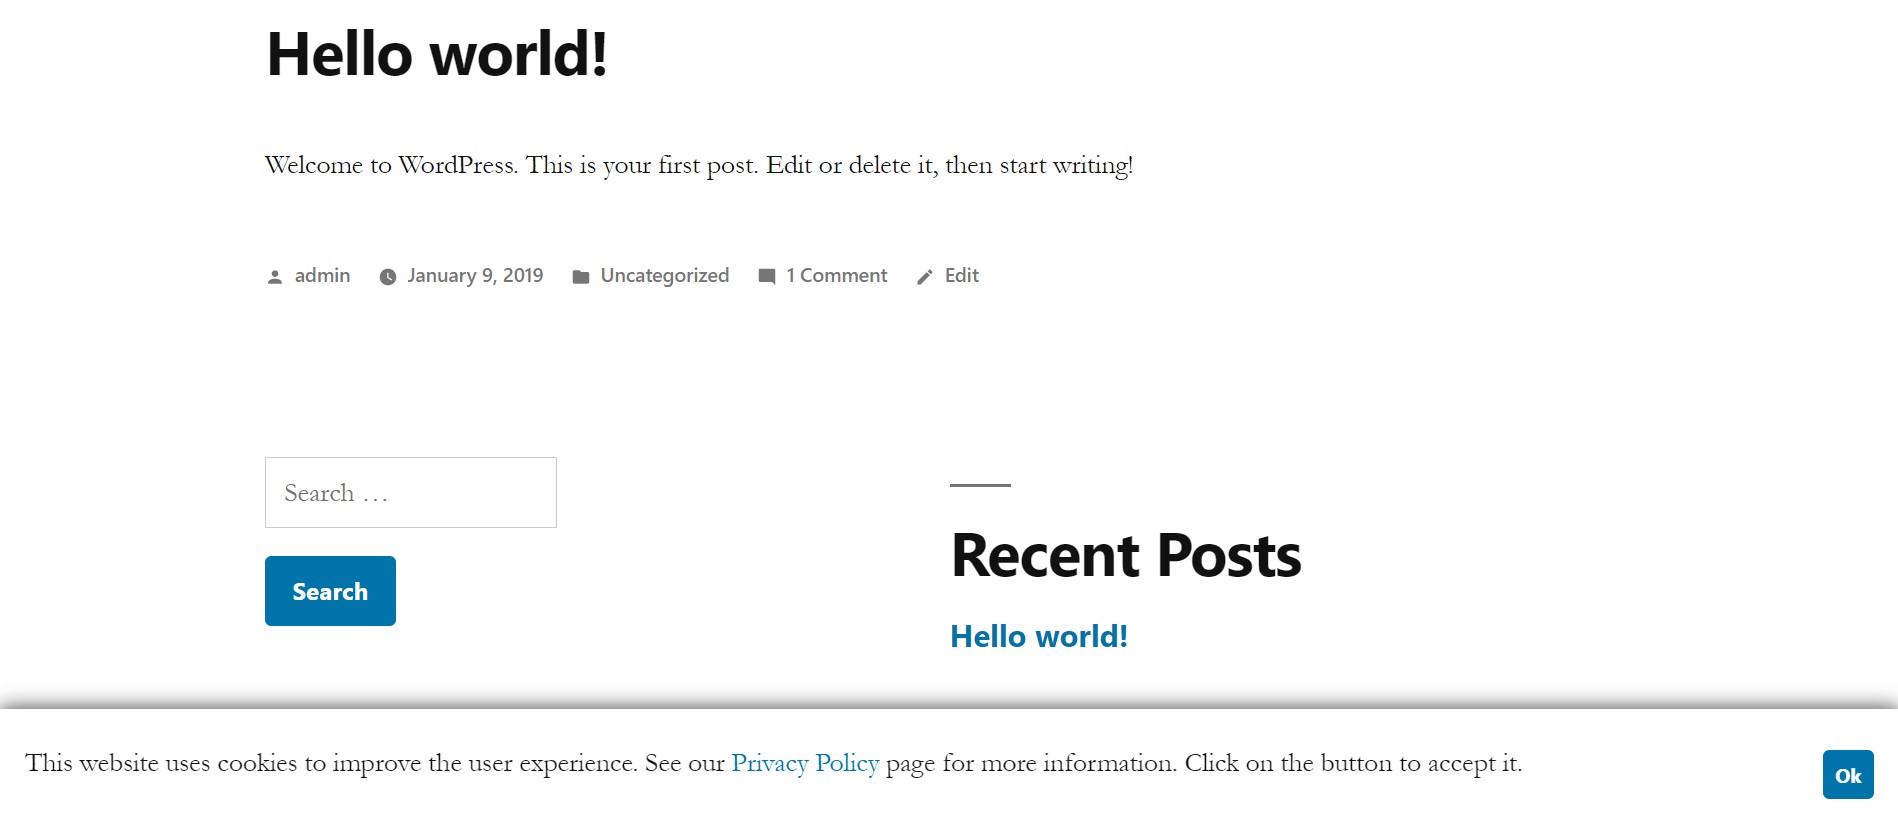 Hello world!
Welcome to WordPress. This is your first post. Edit or delete it, then start writing!
admin January 9, 2019 Uncategorized 1 Comment Edit
Search …
Search
Recent Posts
Hello world!
This website uses cookies to improve the user experience. See our Privacy Policy page for more information. Click on the button to accept it.
Ok